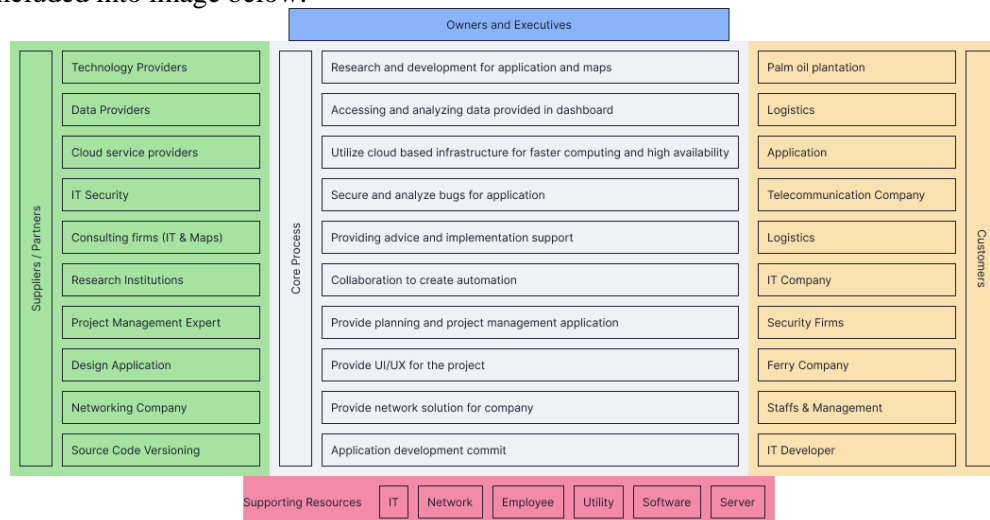 Owners and Executives
Suppliers / Partners
Technology Providers
Data Providers
Cloud service providers
IT Security
Consulting firms (IT & Maps)
Research Institutions
Project Management Expert
Design Application
Networking Company
Source Code Versioning
Core Process
Research and development for application and maps
Accessing and analyzing data provided in dashboard
Utilize cloud based infrastructure for faster computing and high availability
Secure and analyze bugs for application
Providing advice and implementation support
Collaboration to create automation
Provide planning and project management application
Provide UI/UX for the project
Provide network solution for company
Application development commit
Palm oil plantation
Logistics
Application
Telecommunication Company
Logistics
IT Company
Security Firms
Ferry Company
Staffs & Management
IT Developer
Customers
Supporting Resources
IT
Network
Employee
Utility
Software
Server